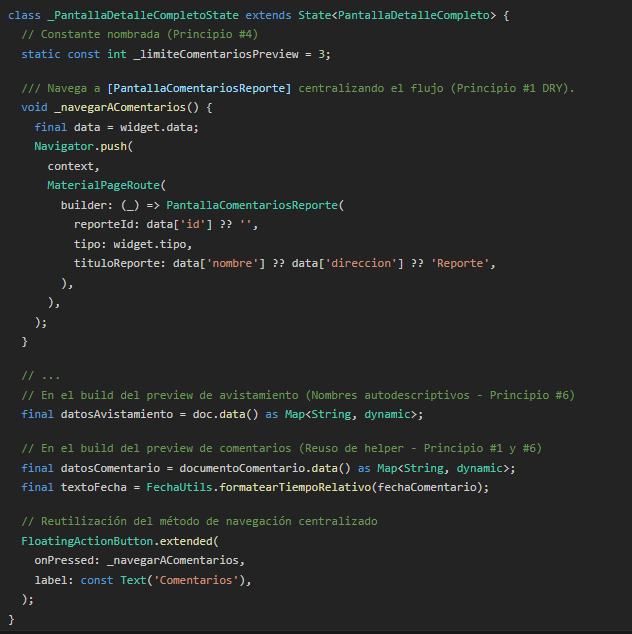 class _PantallaDetalleCompletoState extends State<PantallaDetalleCompleto> {
  // Constante nombrada (Principio #4)
  static const int _limiteComentariosPreview = 3;

  /// Navega a [PantallaComentariosReporte] centralizando el flujo (Principio #1 DRY).
  void _navegarAComentarios() {
    final data = widget.data;
    Navigator.push(
      context,
      MaterialPageRoute(
        builder: (_) => PantallaComentariosReporte(
          reporteId: data['id'] ?? '',
          tipo: widget.tipo,
          tituloReporte: data['nombre'] ?? data['direccion'] ?? 'Reporte',
        ),
      ),
    );
  }

  // ...
  // En el build del preview de avistamiento (Nombres autodescriptivos - Principio #6)
  final datosAvistamiento = doc.data() as Map<String, dynamic>;

  // En el build del preview de comentarios (Reuso de helper - Principio #1 y #6)
  final datosComentario = documentoComentario.data() as Map<String, dynamic>;
  final textoFecha = FechaUtils.formatearTiempoRelativo(fechaComentario);

  // Reutilización del método de navegación centralizado
  FloatingActionButton.extended(
    onPressed: _navegarAComentarios,
    label: const Text('Comentarios'),
  );
}